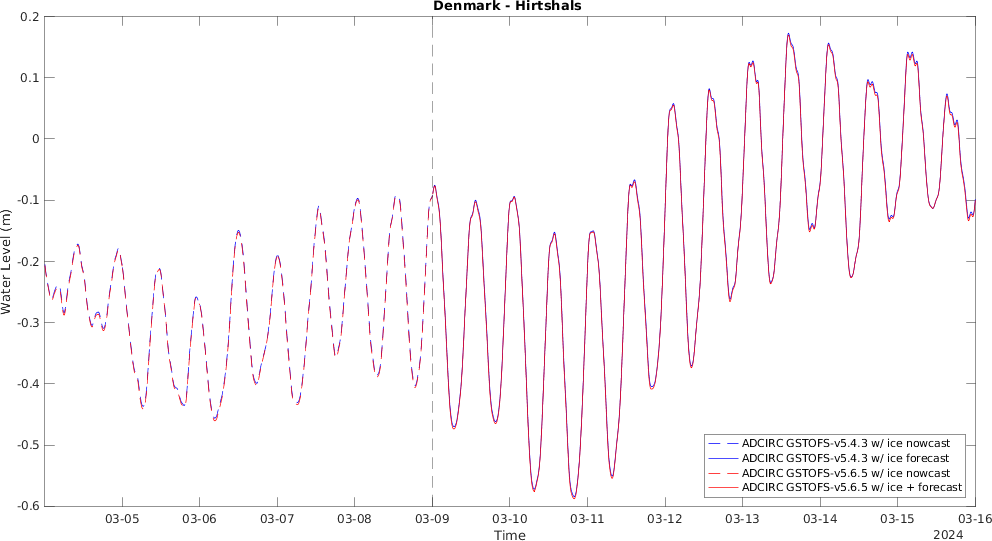 Denmark - Hirtshals
0.2
0.1
0
-0.1
-0.2
-0.3
-0.4
-0.5
-0.6
Water Level (m)
ADCIRC GSTOFS-v5.4.3 w/ ice nowcast
ADCIRC GSTOFS-v5.4.3 w/ ice forecast
ADCIRC GSTOFS-v5.6.5 w/ ice nowcast
ADCIRC GSTOFS-v5.6.5 w/ ice + forecast
03-05 03-06 03-07 03-08 03-09 03-10 03-11 03-12 03-13 03-14 03-15 03-16
Time
2024